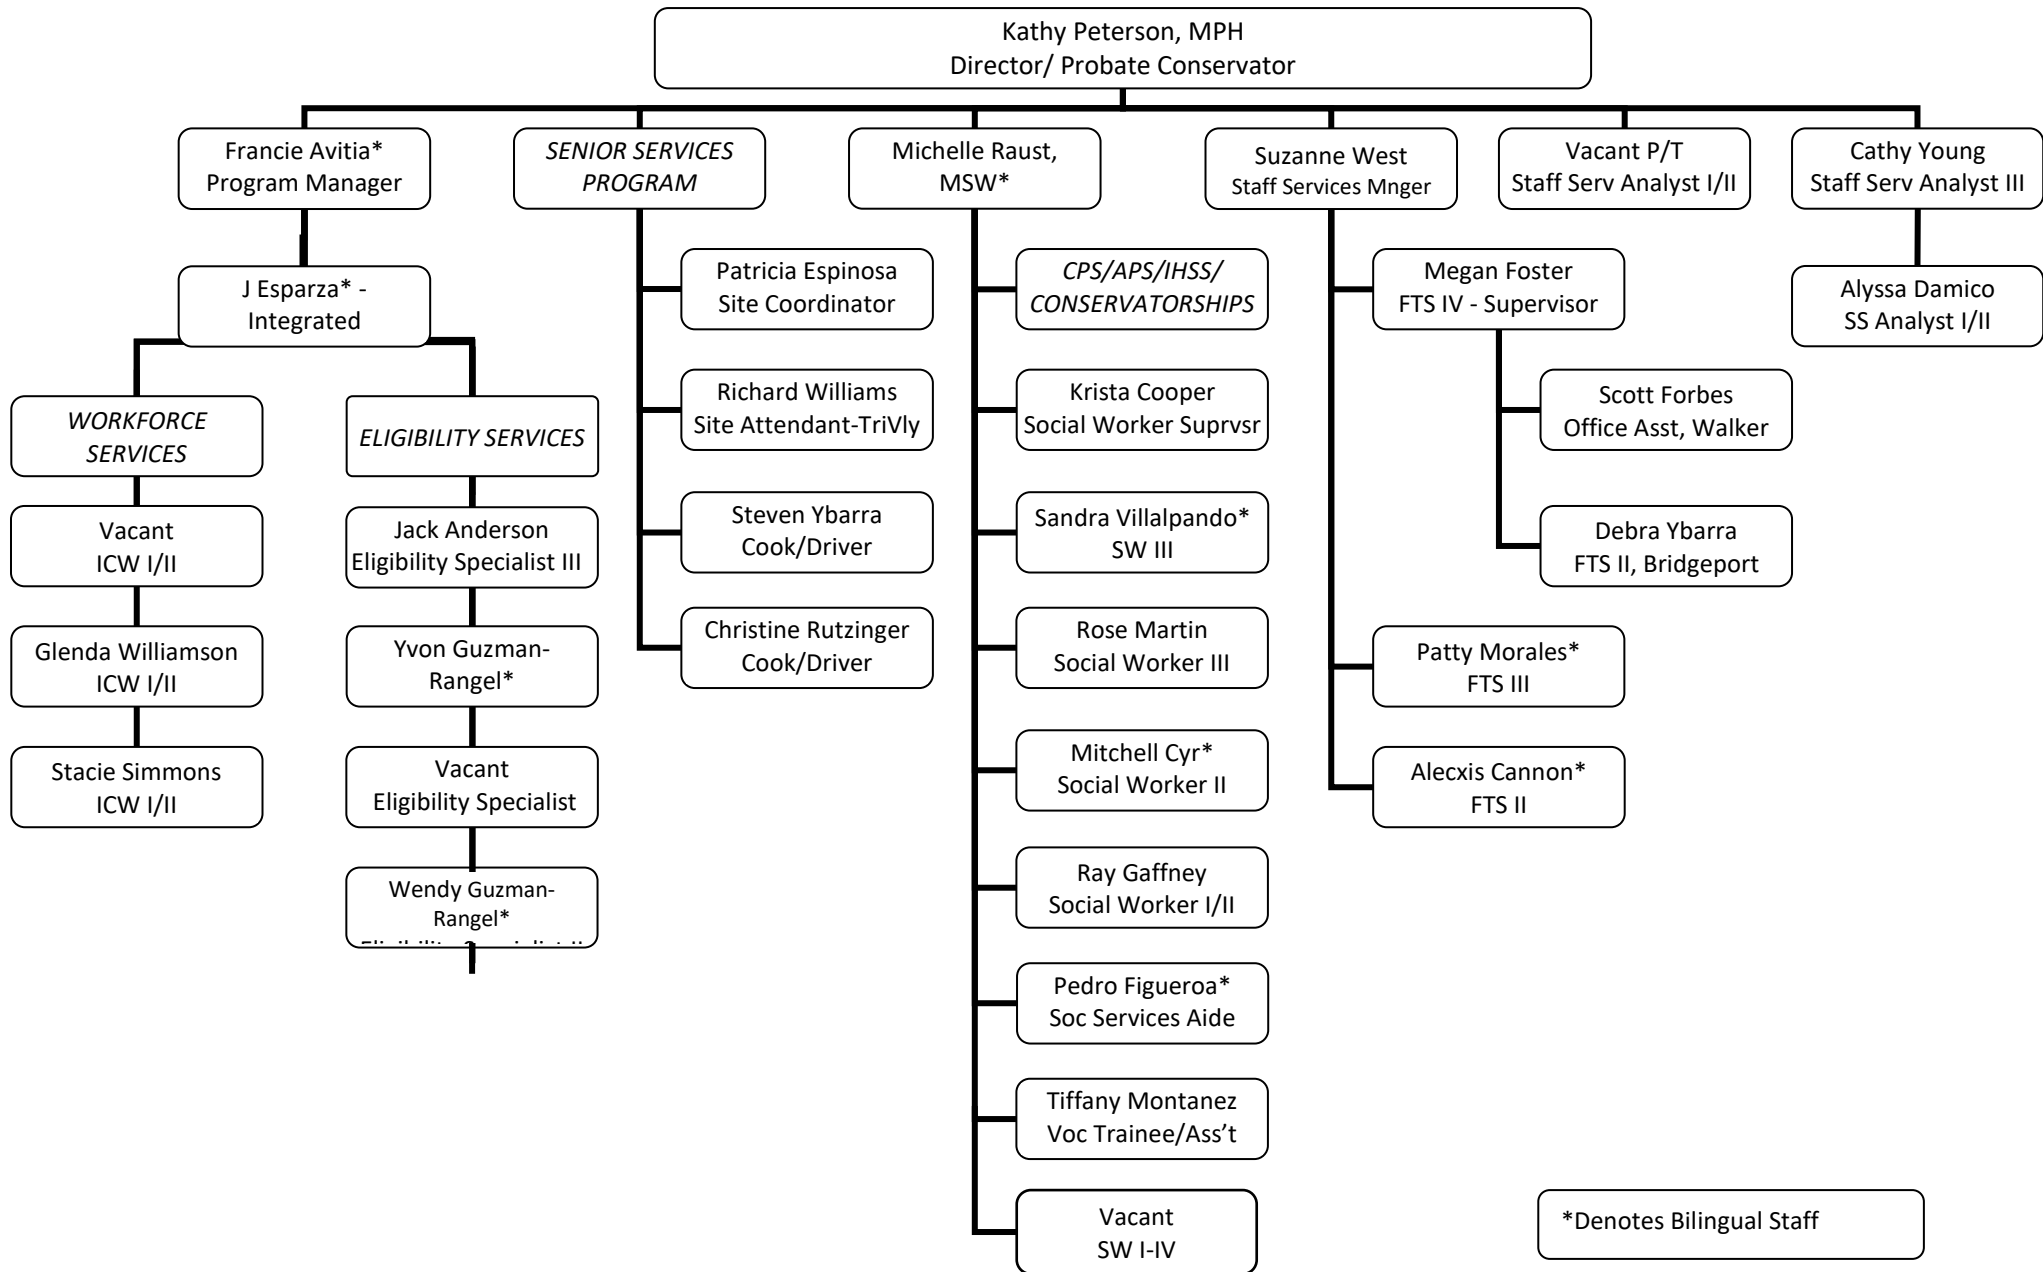 Kathy Peterson, MPH
Director/ Probate Conservator
Francie Avitia*
Program Manager
SENIOR SERVICES
PROGRAM
Michelle Raust,
MSW*
Suzanne West
Staff Services Mnger
Vacant P/T
Staff Serv Analyst I/II
Cathy Young
Staff Serv Analyst III
J Esparza* -
Integrated
WORKFORCE
SERVICES
Vacant
ICW I/II
Glenda Williamson
ICW I/II
Stacie Simmons
ICW I/II
ELIGIBILITY SERVICES
Jack Anderson
Eligibility Specialist III
Yvon Guzman-
Rangel*
Vacant
Eligibility Specialist
Wendy Guzman-
Rangel*
Patricia Espinosa
Site Coordinator
Richard Williams
Site Attendant-TriVly
Steven Ybarra
Cook/Driver
Christine Rutzinger
Cook/Driver
CPS/APS/IHSS/
CONSERVATORSHIPS
Krista Cooper
Social Worker Suprvsr
Sandra Villalpando*
SW III
Rose Martin
Social Worker III
Mitchell Cyr*
Social Worker II
Ray Gaffney
Social Worker I/II
Pedro Figueroa*
Soc Services Aide
Tiffany Montanez
Voc Trainee/Ass’t
Vacant
SW I-IV
Megan Foster
FTS IV - Supervisor
Scott Forbes
Office Asst, Walker
Debra Ybarra
FTS II, Bridgeport
Patty Morales*
FTS III
Alecxis Cannon*
FTS II
Alyssa Damico
SS Analyst I/II
*Denotes Bilingual Staff